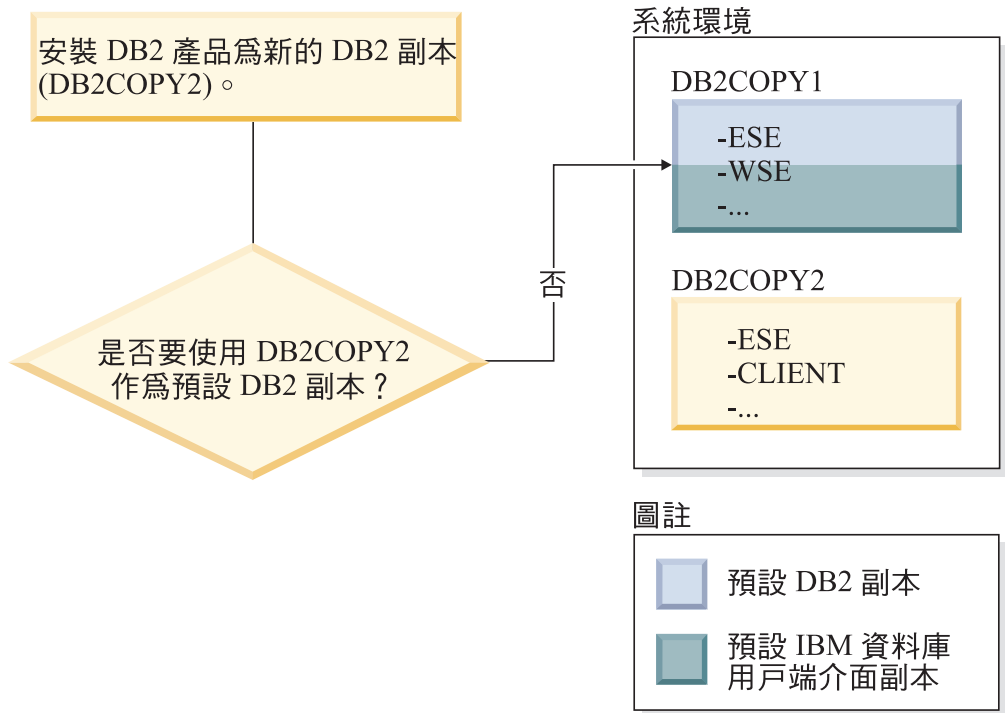 安裝 DB2 產品爲新的 DB2 副本
(DB2COPY2)。
是否要使用 DB2COPY2
作爲預設 DB2 副本？
否
系統環境
DB2COPY1
-ESE
-WSE
-...
DB2COPY2
-ESE
-CLIENT
-...
圖註
預設 DB2 副本
預設 IBM 資料庫
用戶端介面副本